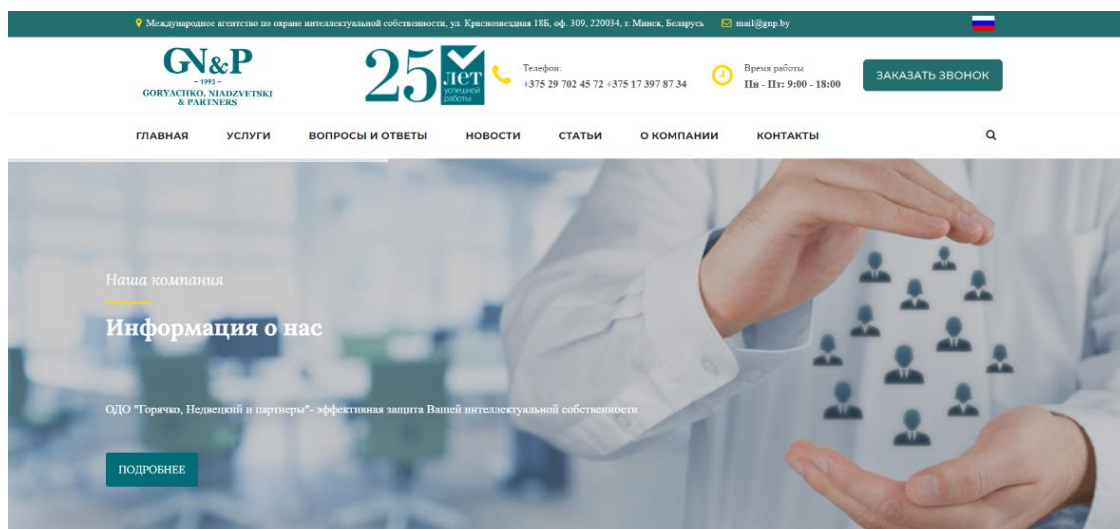 Международное агентство по охране интеллектуальной собственности, ул. Краснозвездная 18Б, оф. 309, 220034, г. Минск, Беларусь mail@gnp.by
GN&P
- 1993 -
GORYACHKO, NIADZVETSKI
& PARTNERS
25 лет
успешной
работы
Телефон:
+375 29 702 45 72 +375 17 397 87 34
Время работы
Пн - Пт: 9:00 - 18:00
ЗАКАЗАТЬ ЗВОНОК
ГЛАВНАЯ УСЛУГИ ВОПРОСЫ И ОТВЕТЫ НОВОСТИ СТАТЬИ О КОМПАНИИ КОНТАКТЫ
Наша компания
Информация о нас
ОДО "Горячко, Недвецкий и партнеры"- эффективная защита Вашей интеллектуальной собственности
ПОДРОБНЕЕ